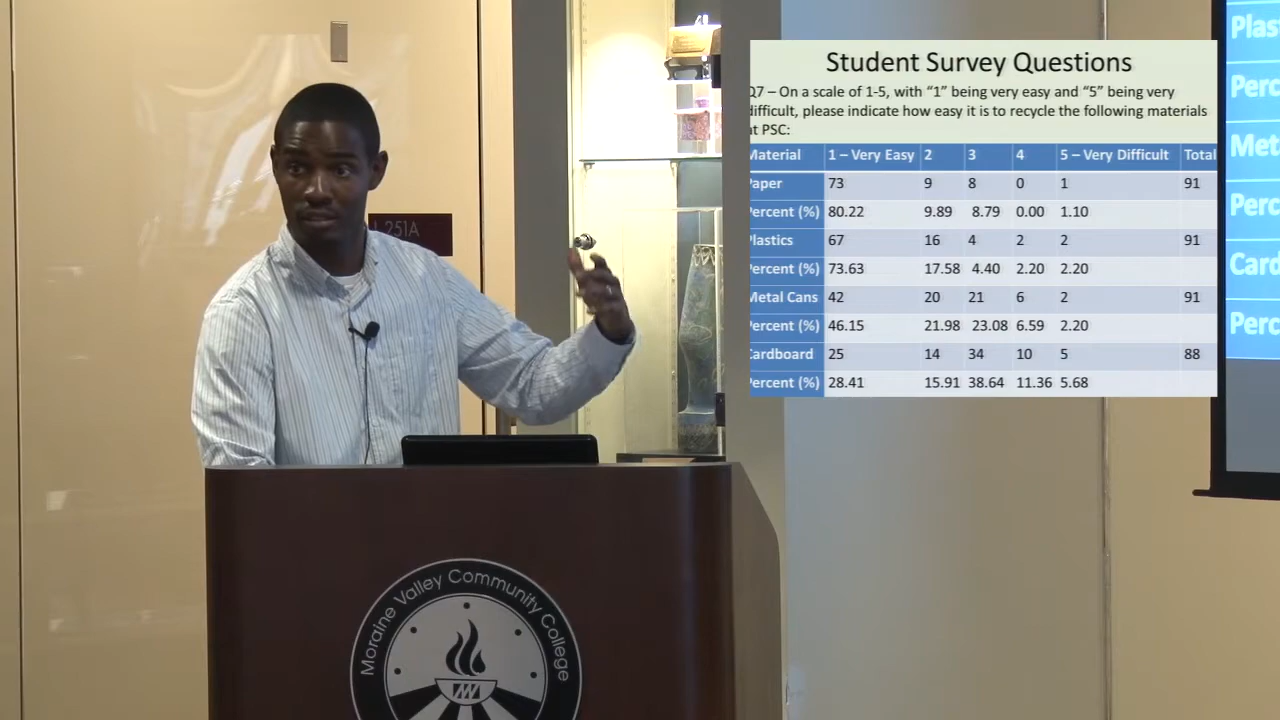 Student Survey Questions
Q7 – On a scale of 1-5, with “1” being very easy and “5” being very
difficult, please indicate how easy it is to recycle the following materials
at PSC:
Material 1 – Very Easy 2 3 4 5 – Very Difficult Total
Paper 73 9 8 0 1 91
Percent (%) 80.22 9.89 8.79 0.00 1.10
Plastics 67 16 4 2 2 91
Percent (%) 73.63 17.58 4.40 2.20 2.20
Metal Cans 42 20 21 6 2 91
Percent (%) 46.15 21.98 23.08 6.59 2.20
Cardboard 25 14 34 10 5 88
Percent (%) 28.41 15.91 38.64 11.36 5.68
Plas
Perc
Met
Perc
Card
Perc
251A
Moraine Valley Community College